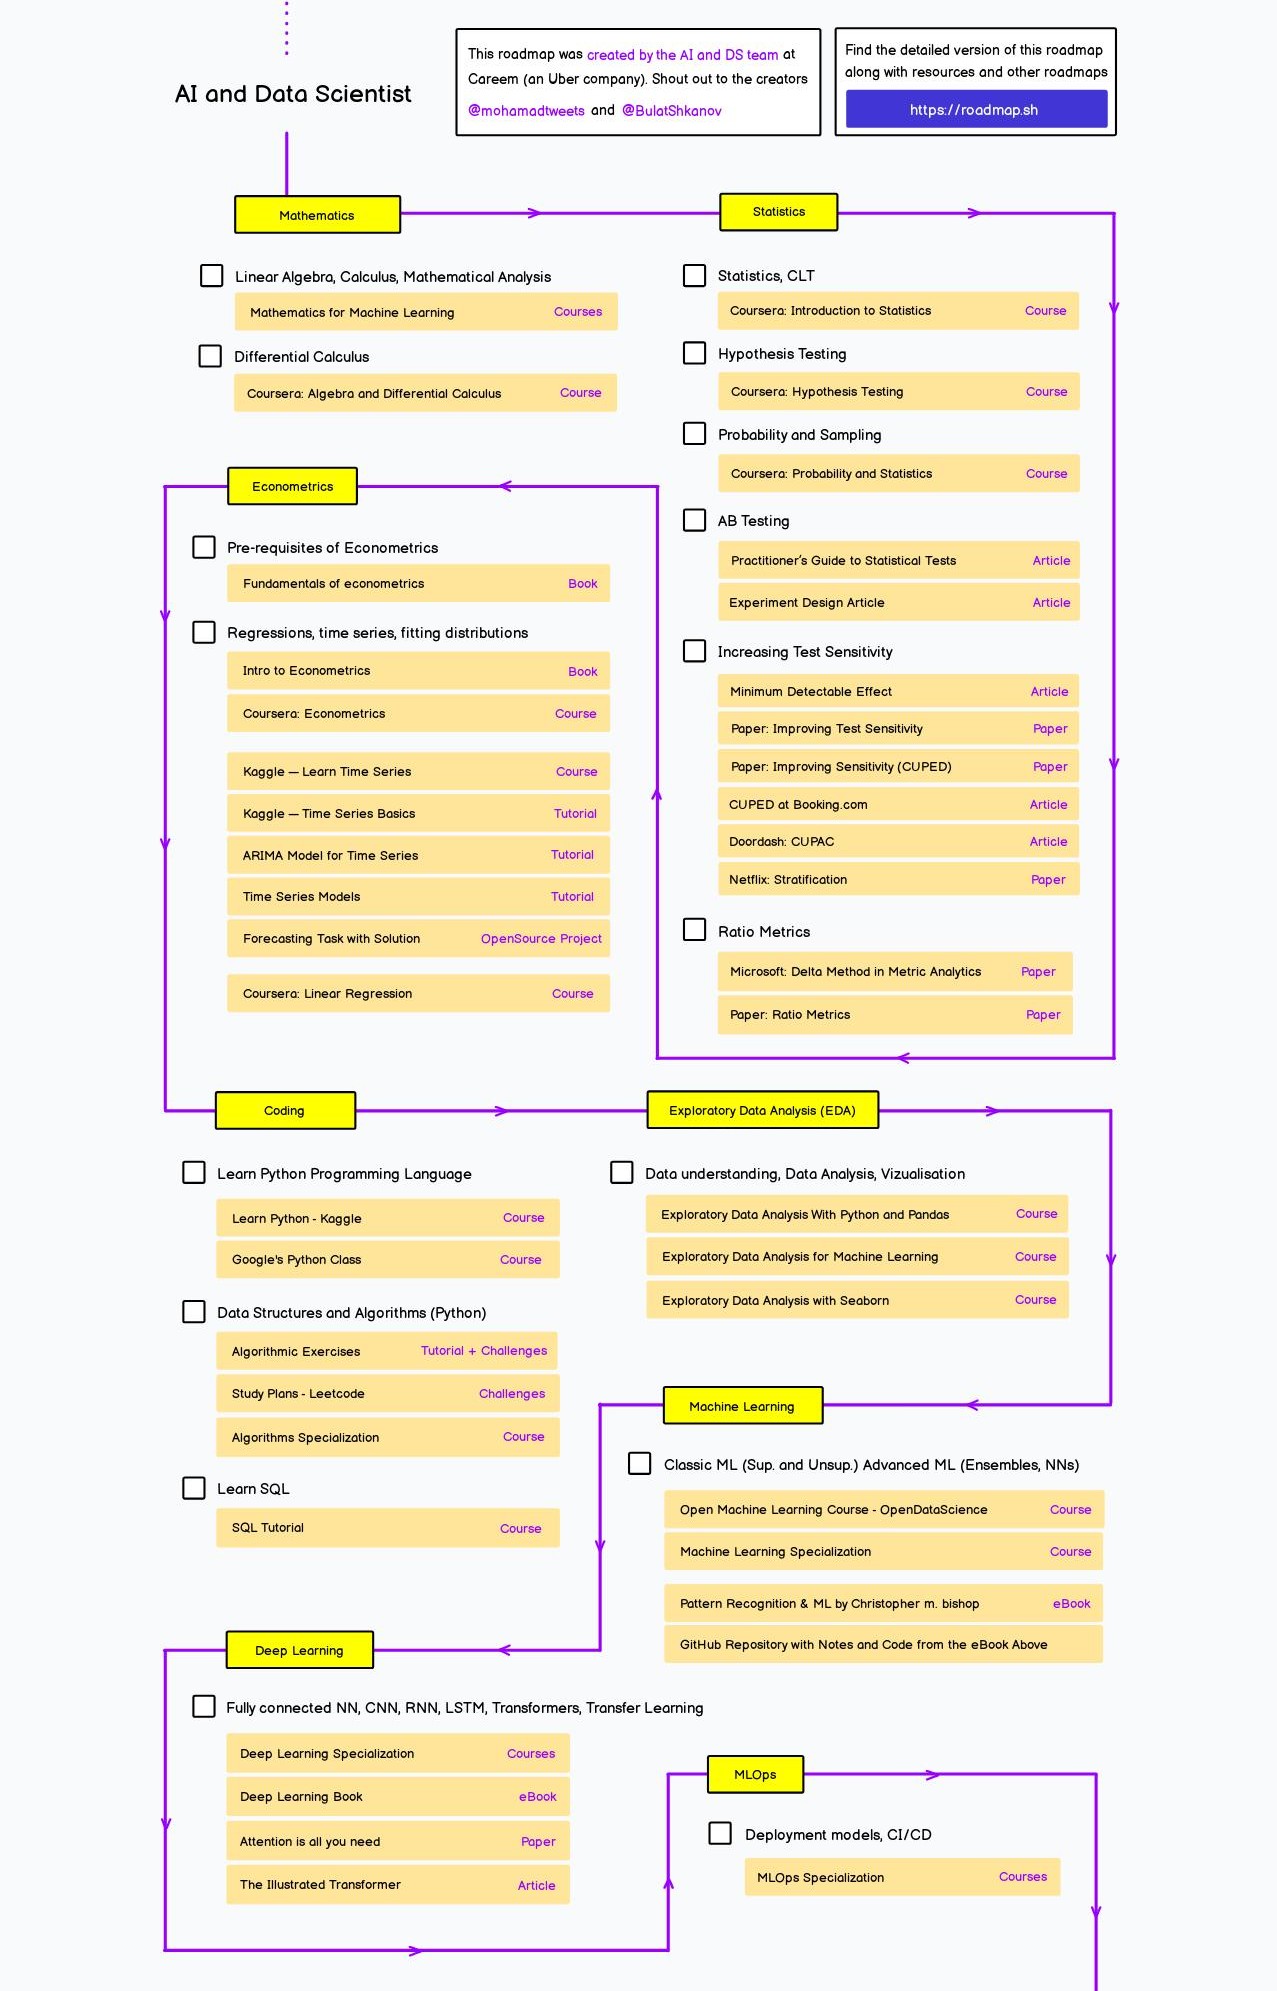 AI and Data Scientist
This roadmap was created by the AI and DS team at
Careem (an Uber company). Shout out to the creators
@mohamadtweets and @BulatShkanov
Find the detailed version of this roadmap
along with resources and other roadmaps
https://roadmap.sh
Mathematics
Linear Algebra, Calculus, Mathematical Analysis
Mathematics for Machine Learning Courses
Differential Calculus
Coursera: Algebra and Differential Calculus Course
Statistics
Statistics, CLT
Coursera: Introduction to Statistics Course
Hypothesis Testing
Coursera: Hypothesis Testing Course
Probability and Sampling
Coursera: Probability and Statistics Course
AB Testing
Practitioner's Guide to Statistical Tests Article
Experiment Design Article Article
Increasing Test Sensitivity
Minimum Detectable Effect Article
Paper: Improving Test Sensitivity Paper
Paper: Improving Sensitivity (CUPED) Paper
CUPED at Booking.com Article
Doordash: CUPAC Article
Netflix: Stratification Paper
Ratio Metrics
Microsoft: Delta Method in Metric Analytics Paper
Paper: Ratio Metrics Paper
Econometrics
Pre-requisites of Econometrics
Fundamentals of econometrics Book
Regressions, time series, fitting distributions
Intro to Econometrics Book
Coursera: Econometrics Course
Kaggle — Learn Time Series Course
Kaggle — Time Series Basics Tutorial
ARIMA Model for Time Series Tutorial
Time Series Models Tutorial
Forecasting Task with Solution OpenSource Project
Coursera: Linear Regression Course
Coding
Learn Python Programming Language
Learn Python - Kaggle Course
Google's Python Class Course
Data Structures and Algorithms (Python)
Algorithmic Exercises Tutorial + Challenges
Study Plans - Leetcode Challenges
Algorithms Specialization Course
Learn SQL
SQL Tutorial Course
Exploratory Data Analysis (EDA)
Data understanding, Data Analysis, Vizualisation
Exploratory Data Analysis With Python and Pandas Course
Exploratory Data Analysis for Machine Learning Course
Exploratory Data Analysis with Seaborn Course
Machine Learning
Classic ML (Sup. and Unsup.) Advanced ML (Ensembles, NNs)
Open Machine Learning Course - OpenDataScience Course
Machine Learning Specialization Course
Pattern Recognition & ML by Christopher m. bishop eBook
GitHub Repository with Notes and Code from the eBook Above
Deep Learning
Fully connected NN, CNN, RNN, LSTM, Transformers, Transfer Learning
Deep Learning Specialization Courses
Deep Learning Book eBook
Attention is all you need Paper
The Illustrated Transformer Article
MLOps
Deployment models, CI/CD
MLOps Specialization Courses